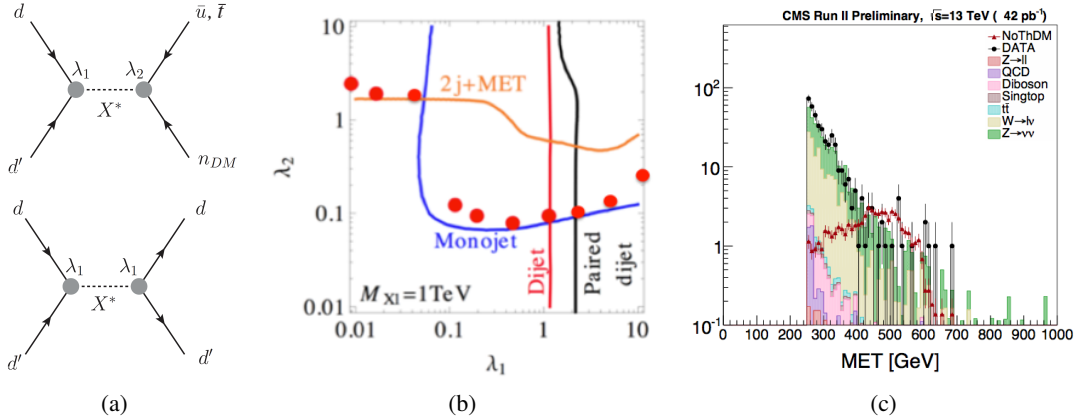 d
ū, t̄
λ₁
λ₂
X*
d'
n_DM
d
d
λ₁
λ₁
X*
d'
d'
(a)
10
1
0.1
0.01
λ₂
2j+MET
Monojet
Dijet
Paired
dijet
M_XI=1TeV
0.01
0.1
1
10
λ₁
(b)
CMS Run II Preliminary, √s=13 TeV ( 42 pb⁻¹)
NoThDM
DATA
Z→ll
QCD
Diboson
Singtop
tt̄
W→lν
Z→νν
10²
10
1
10⁻¹
0 100 200 300 400 500 600 700 800 900 1000
MET [GeV]
(c)